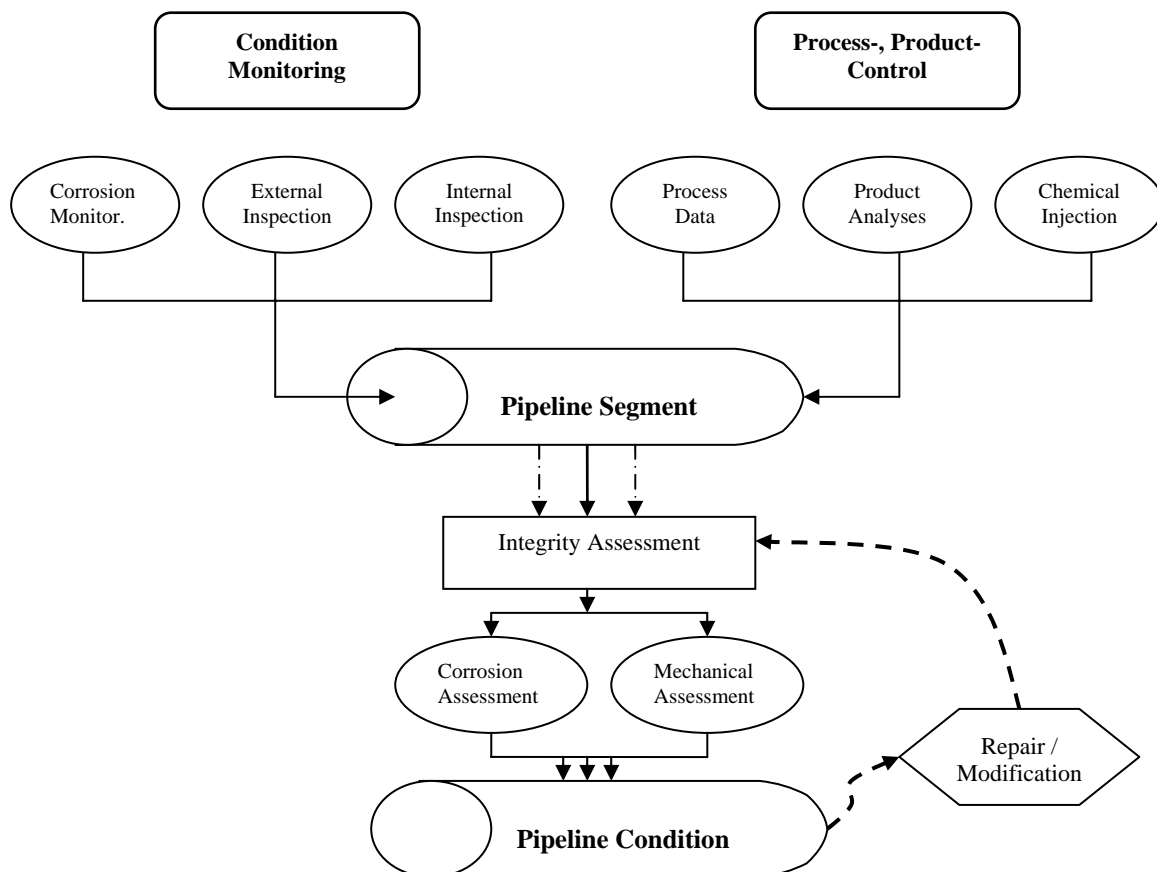 Condition
Monitoring
Process-, Product-
Control
Corrosion
Monitor.
External
Inspection
Internal
Inspection
Process
Data
Product
Analyses
Chemical
Injection
Pipeline Segment
Integrity Assessment
Corrosion
Assessment
Mechanical
Assessment
Repair /
Modification
Pipeline Condition